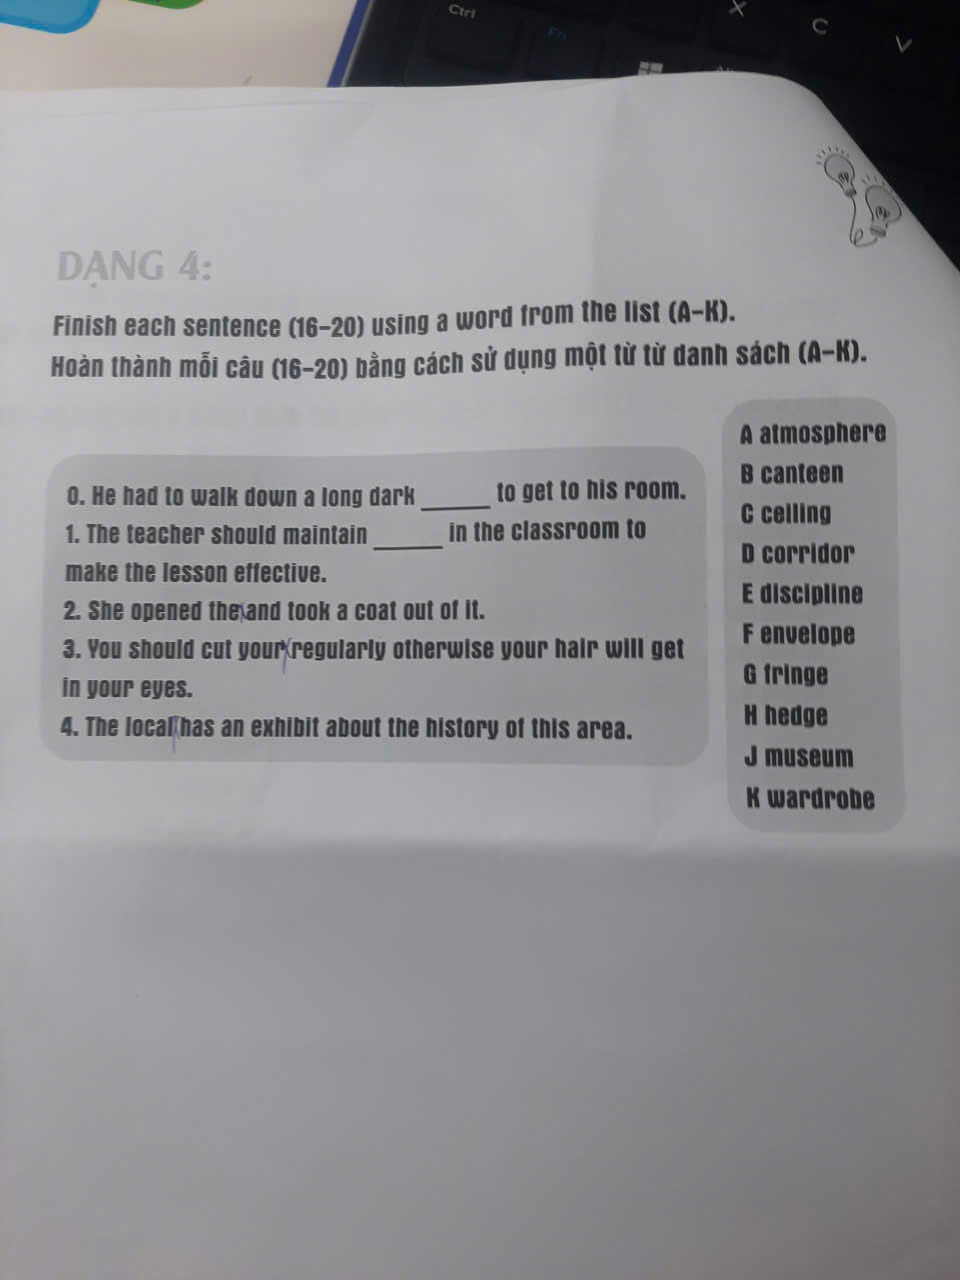 Ctrl
Fn
X
C
V
DẠNG 4:
Finish each sentence (16-20) using a word from the list (A-K).
Hoàn thành mỗi câu (16-20) bằng cách sử dụng một từ từ danh sách (A-K).
0. He had to walk down a long dark ______ to get to his room.
1. The teacher should maintain ______ in the classroom to
make the lesson effective.
2. She opened the and took a coat out of it.
3. You should cut your regularly otherwise your hair will get
in your eyes.
4. The local has an exhibit about the history of this area.
A atmosphere
B canteen
C ceiling
D corridor
E discipline
F envelope
G fringe
H hedge
J museum
K wardrobe